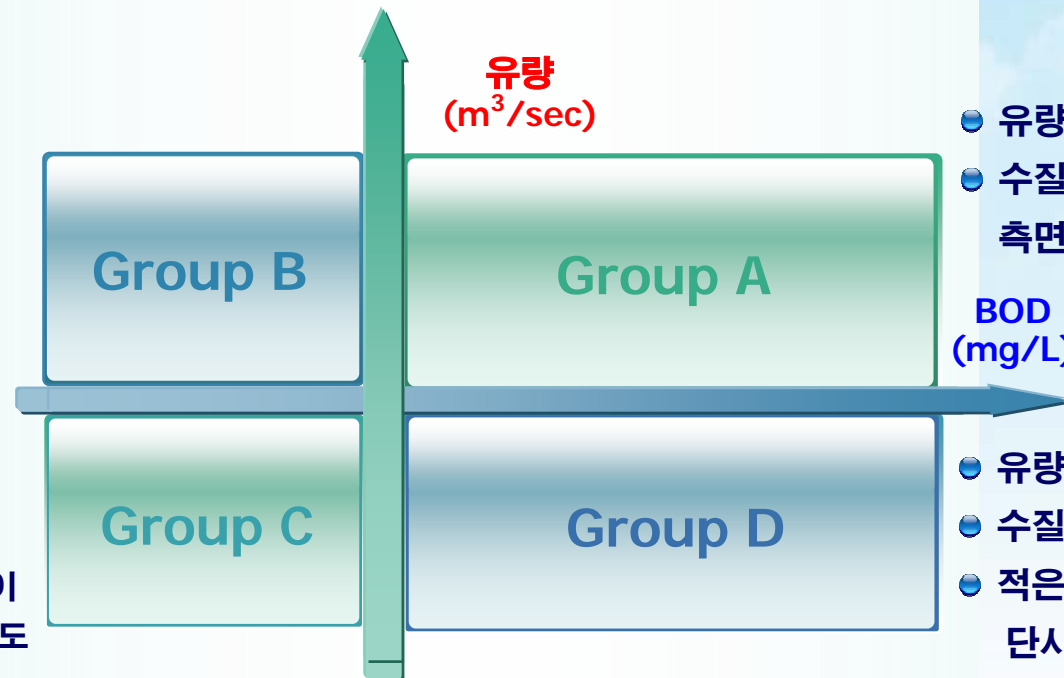 유량
(m³/sec)
유량
수질
측면
Group B
Group A
BOD
(mg/L)
유량
수질
적은
단시
Group C
Group D
이
도